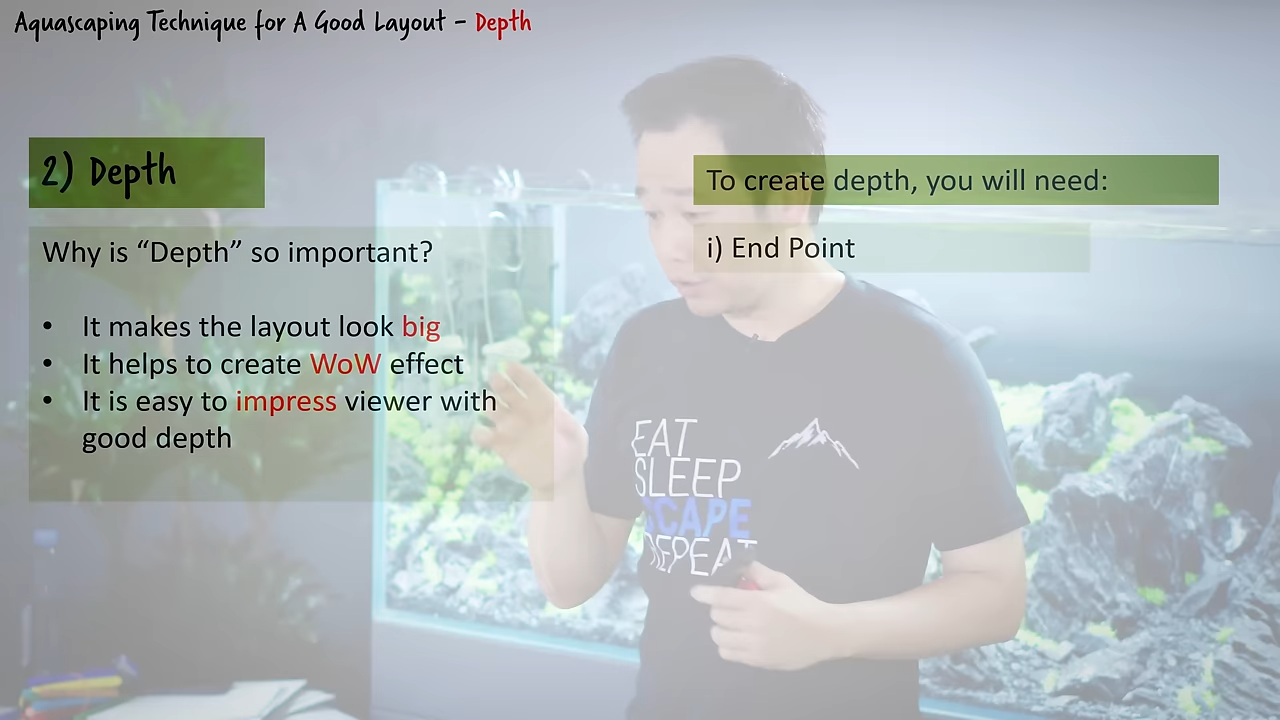 Aquascaping Technique for A Good Layout - Depth
2) Depth
Why is “Depth” so important?
• It makes the layout look big
• It helps to create WoW effect
• It is easy to impress viewer with
good depth
To create depth, you will need:
i) End Point
EAT
SLEEP
SCAPE
REPEAT